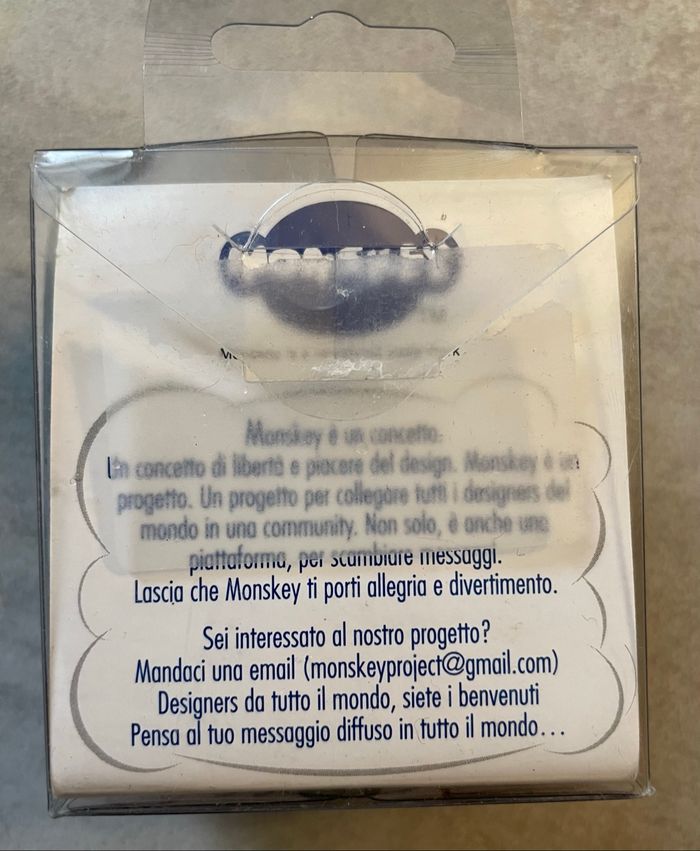 Monskey è un concetto.
Un concetto di libertà e piacere del design. Monskey è un
progetto. Un progetto per collegare tutti i designers del
mondo in una community. Non solo, è anche una
piattaforma, per scambiare messaggi.
Lascia che Monskey ti porti allegria e divertimento.
Sei interessato al nostro progetto?
Mandaci una email (monskeyproject@gmail.com)
Designers da tutto il mondo, siete i benvenuti
Pensa al tuo messaggio diffuso in tutto il mondo...